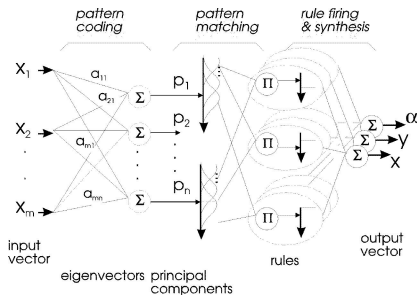 pattern coding
pattern matching
rule firing & synthesis
X1
a11
a21
Σ
p1
Π
X2
am1
Σ
p2
Π
Σ
Σ
Σ
α
y
x
Xm
amn
Σ
pn
Π
input vector
eigenvectors
principal components
rules
output vector